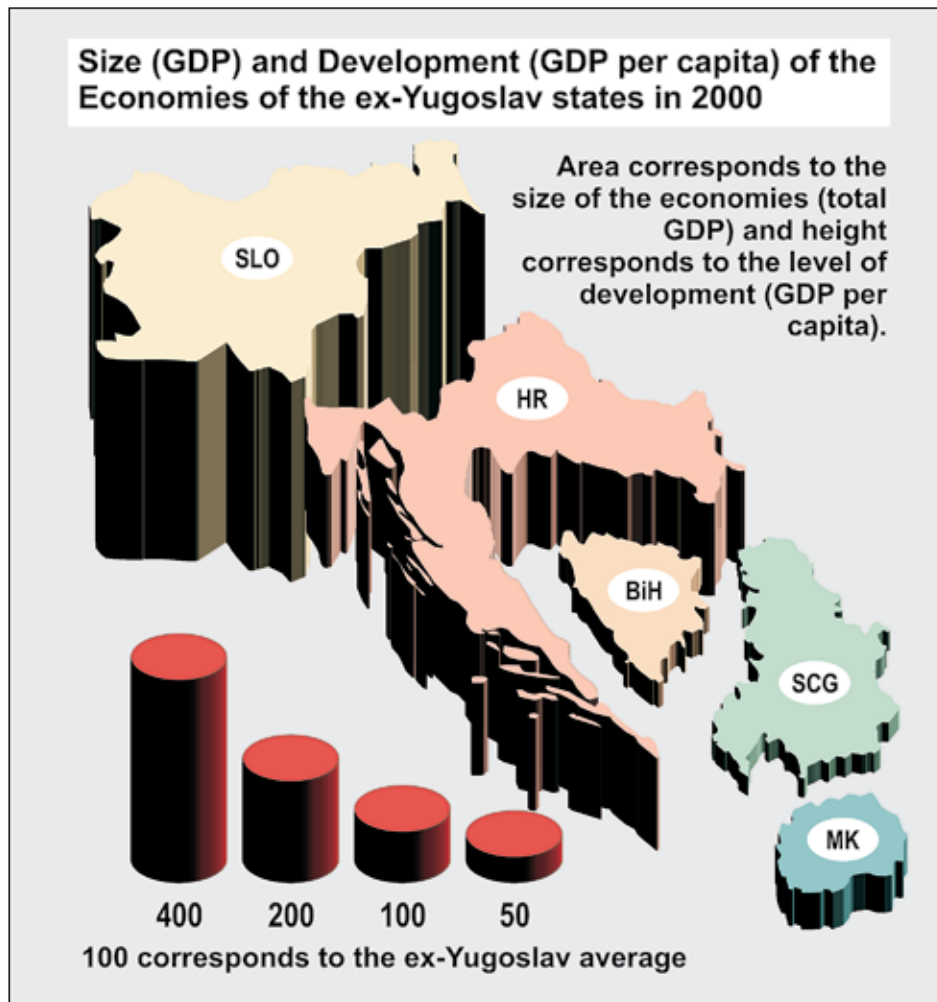 Size (GDP) and Development (GDP per capita) of the
Economies of the ex-Yugoslav states in 2000
Area corresponds to the
size of the economies (total
GDP) and height
corresponds to the level of
development (GDP per
capita).
SLO
HR
BiH
SCG
MK
400 200 100 50
100 corresponds to the ex-Yugoslav average